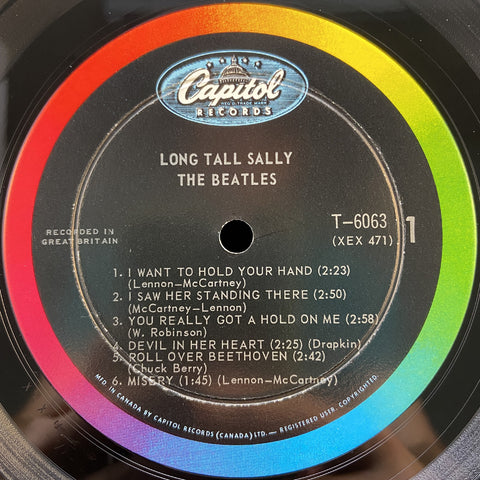 Capitol
REG. D. TRADE MARK
RECORDS
LONG TALL SALLY
THE BEATLES
RECORDED IN
GREAT BRITAIN
T-6063
(XEX 471)
1
1. I WANT TO HOLD YOUR HAND (2:23)
(Lennon-McCartney)
2. I SAW HER STANDING THERE (2:50)
(McCartney-Lennon)
3. YOU REALLY GOT A HOLD ON ME (2:58)
(W. Robinson)
4. DEVIL IN HER HEART (2:25) (Drapkin)
5. ROLL OVER BEETHOVEN (2:42)
(Chuck Berry)
6. MISERY (1:45) (Lennon-McCartney)
MFD. IN CANADA BY CAPITOL RECORDS (CANADA) LTD. — REGISTERED USER. COPYRIGHT.